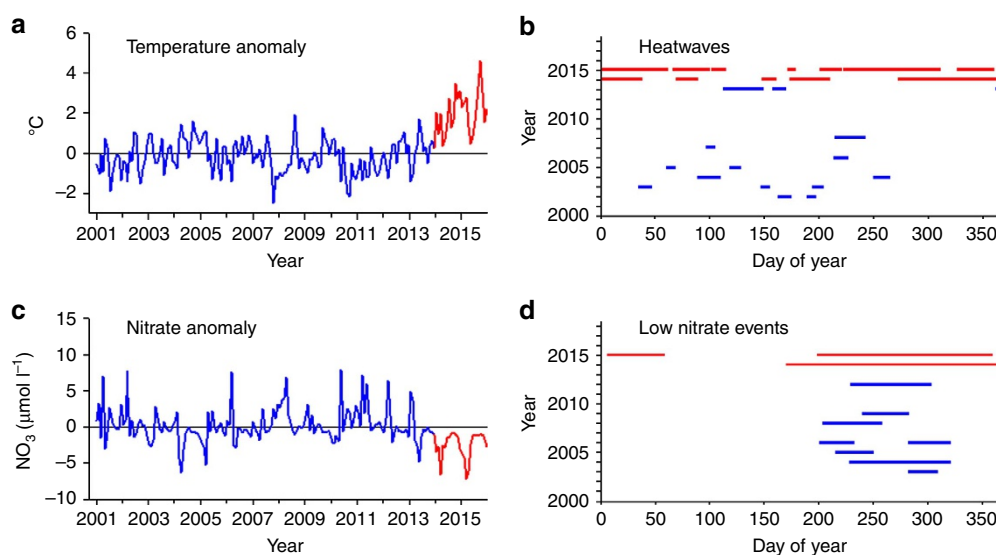 a
Temperature anomaly
°C
6
4
2
0
–2
2001 2003 2005 2007 2009 2011 2013 2015
Year
b
Heatwaves
Year
2015
2010
2005
2000
0 50 100 150 200 250 300 350
Day of year
c
Nitrate anomaly
NO3 (μmol l–1)
15
10
5
0
–5
–10
2001 2003 2005 2007 2009 2011 2013 2015
Year
d
Low nitrate events
Year
2015
2010
2005
2000
0 50 100 150 200 250 300 350
Day of year